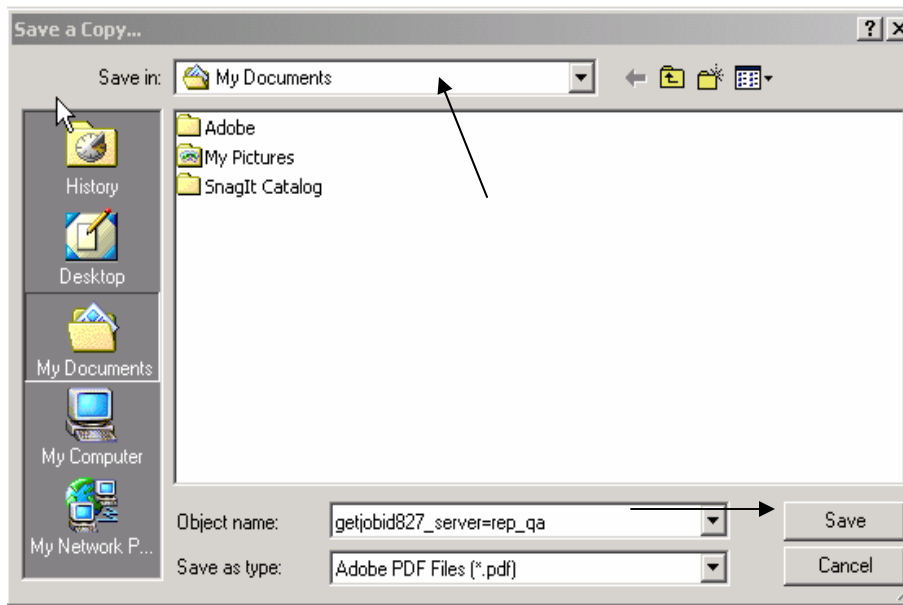 Save a Copy...
Save in: My Documents
Adobe
My Pictures
SnagIt Catalog
History
Desktop
My Documents
My Computer
My Network P...
Object name: getjobid827_server=rep_qa Save
Save as type: Adobe PDF Files (*.pdf) Cancel